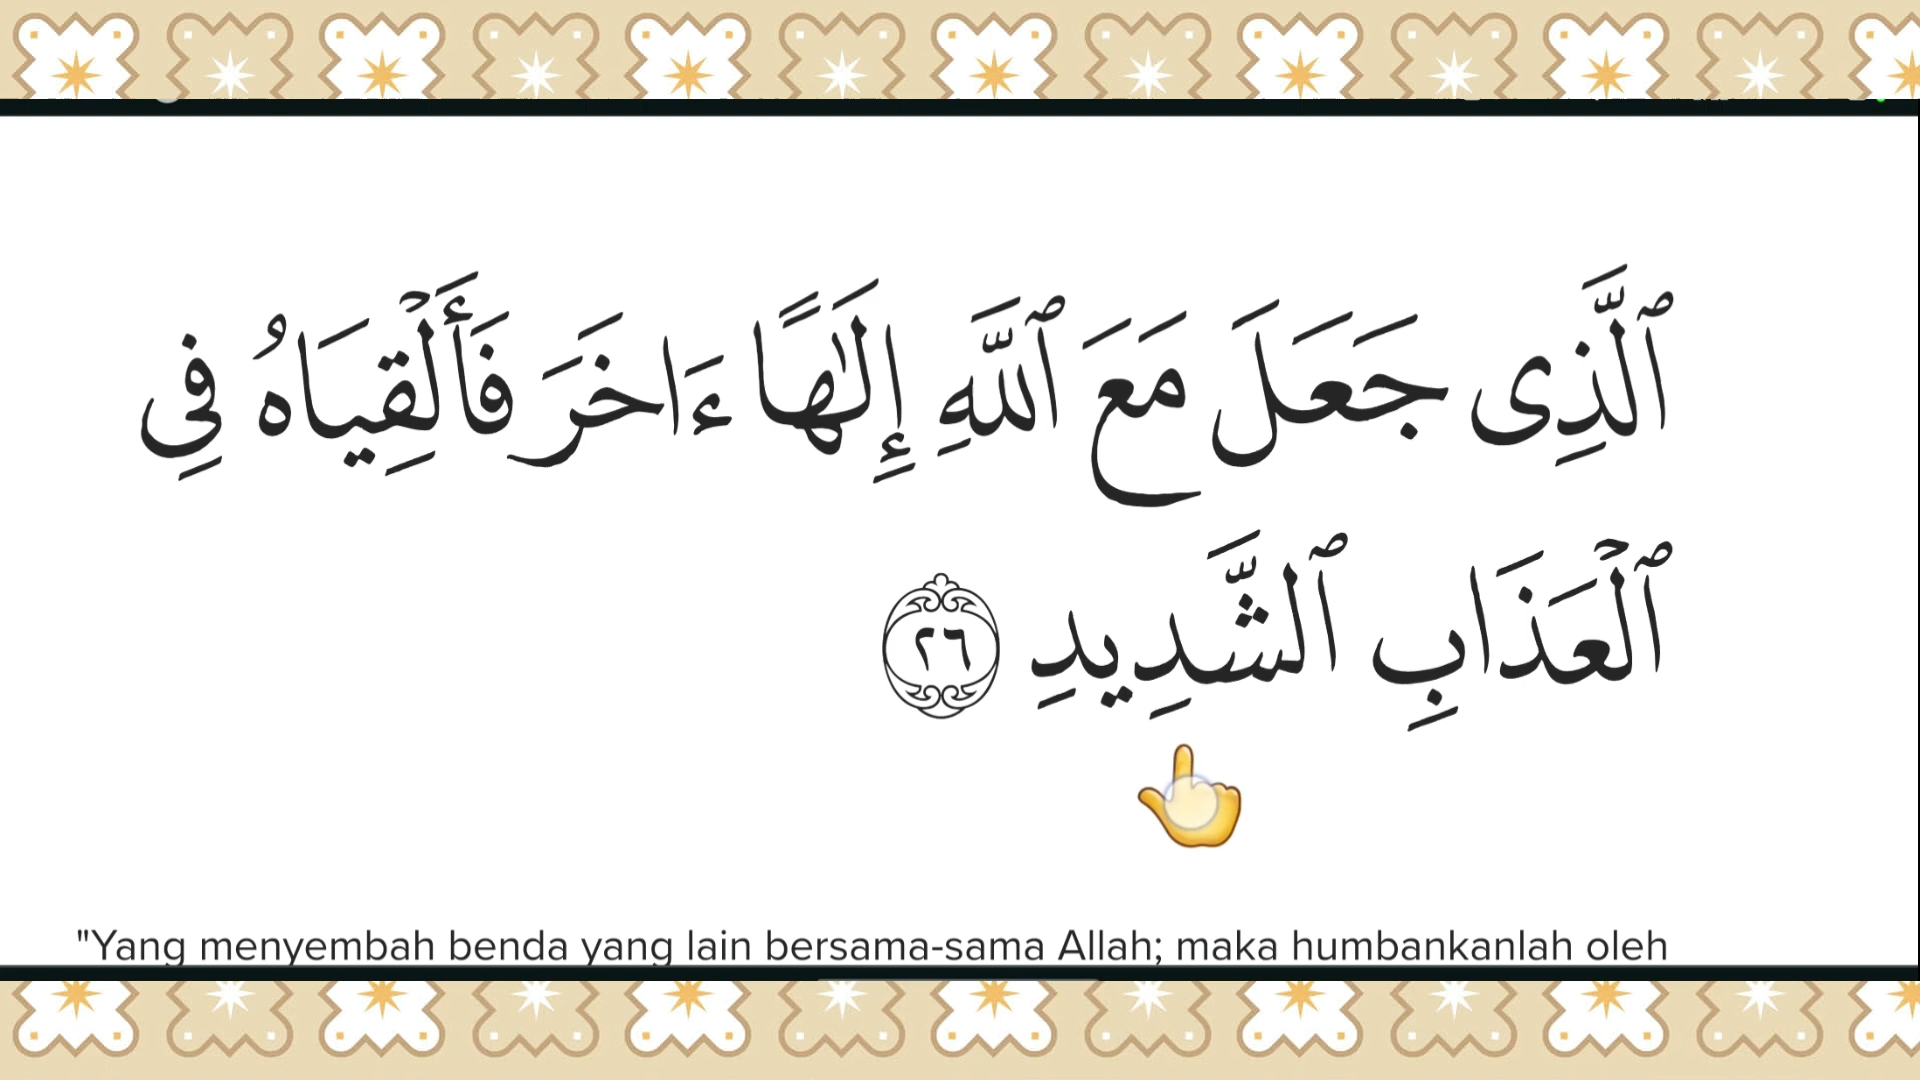 ٱلَّذِى جَعَلَ مَعَ ٱللَّهِ إِلَـٰهًا ءَاخَرَ فَأَلْقِيَاهُ فِى
ٱلْعَذَابِ ٱلشَّدِيدِ ٢٦
"Yang menyembah benda yang lain bersama-sama Allah; maka humbankanlah oleh